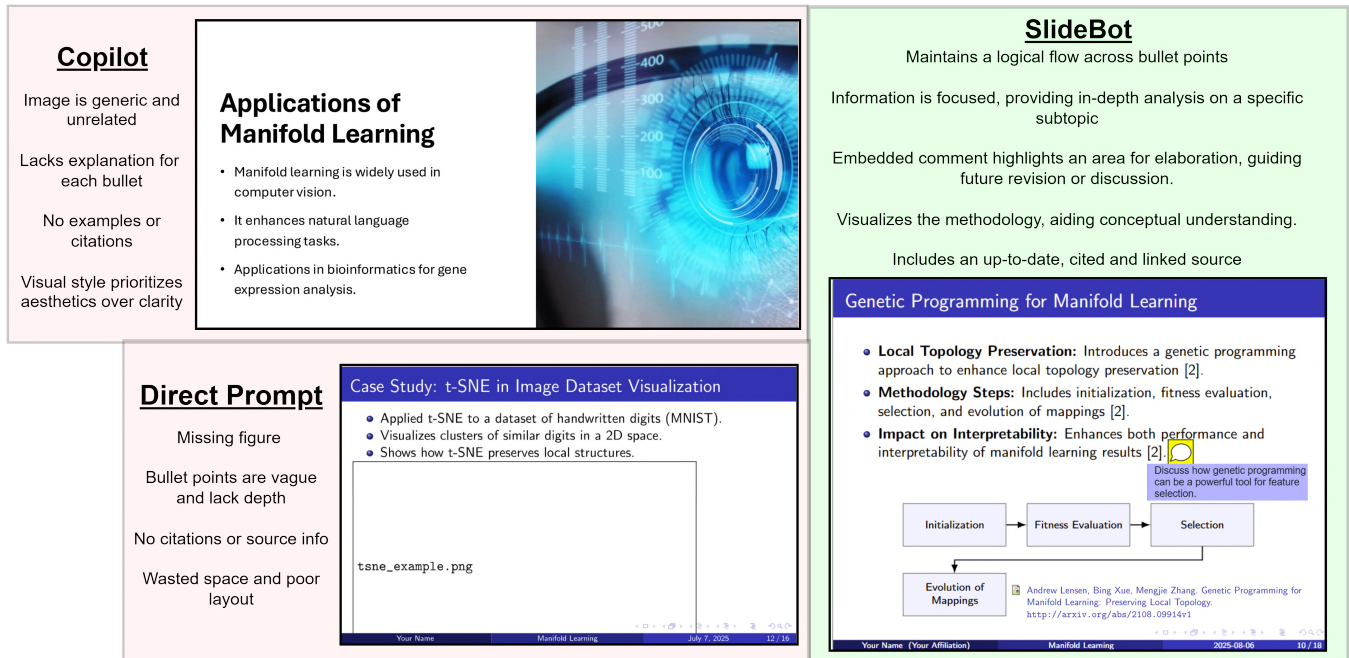 Copilot
Image is generic and
unrelated
Lacks explanation for
each bullet
No examples or
citations
Visual style prioritizes
aesthetics over clarity
Applications of
Manifold Learning
• Manifold learning is widely used in
computer vision.
• It enhances natural language
processing tasks.
• Applications in bioinformatics for gene
expression analysis.
500
400
300
200
100
Direct Prompt
Missing figure
Bullet points are vague
and lack depth
No citations or source info
Wasted space and poor
layout
Case Study: t-SNE in Image Dataset Visualization
Applied t-SNE to a dataset of handwritten digits (MNIST).
Visualizes clusters of similar digits in a 2D space.
Shows how t-SNE preserves local structures.
tsne_example.png
Your Name Manifold Learning July 7, 2025 12 / 16
SlideBot
Maintains a logical flow across bullet points
Information is focused, providing in-depth analysis on a specific
subtopic
Embedded comment highlights an area for elaboration, guiding
future revision or discussion.
Visualizes the methodology, aiding conceptual understanding.
Includes an up-to-date, cited and linked source
Genetic Programming for Manifold Learning
Local Topology Preservation: Introduces a genetic programming
approach to enhance local topology preservation [2].
Methodology Steps: Includes initialization, fitness evaluation,
selection, and evolution of mappings [2].
Impact on Interpretability: Enhances both performance and
interpretability of manifold learning results [2].
Discuss how genetic programming
can be a powerful tool for feature
selection.
Initialization
Fitness Evaluation
Selection
Evolution of
Mappings
Andrew Lensen, Bing Xue, Mengjie Zhang. Genetic Programming for
Manifold Learning: Preserving Local Topology.
http://arxiv.org/abs/2108.09914v1
Your Name (Your Affiliation) Manifold Learning 2025-08-06 10 / 18